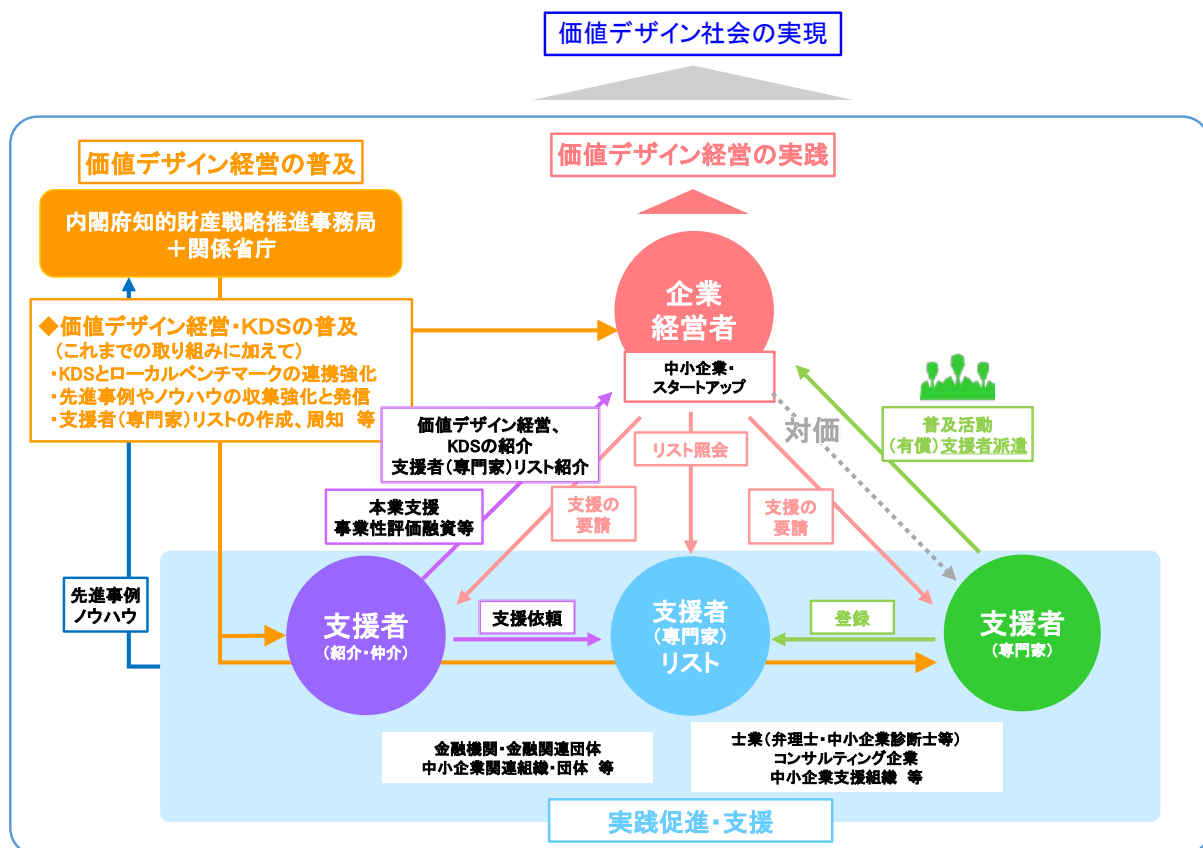 価値デザイン社会の実現
価値デザイン経営の普及
価値デザイン経営の実践
内閣府知的財産戦略推進事務局
＋関係省庁
◆価値デザイン経営・KDSの普及
(これまでの取り組みに加えて)
・KDSとローカルベンチマークの連携強化
・先進事例やノウハウの収集強化と発信
・支援者(専門家)リストの作成、周知 等
企業
経営者
中小企業・
スタートアップ
価値デザイン経営、
KDSの紹介
支援者(専門家)リスト紹介
リスト照会
対価
普及活動
(有償)支援者派遣
本業支援
事業性評価融資等
支援の
要請
支援の
要請
先進事例
ノウハウ
支援者
(紹介・仲介)
支援依頼
支援者
(専門家)
リスト
登録
支援者
(専門家)
金融機関・金融関連団体
中小企業関連組織・団体 等
士業(弁理士・中小企業診断士等)
コンサルティング企業
中小企業支援組織 等
実践促進・支援